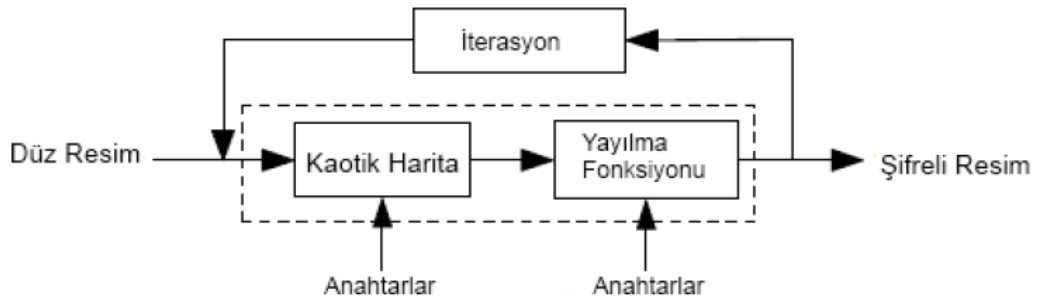 İterasyon
Düz Resim
Kaotik Harita
Yayılma
Fonksiyonu
Şifreli Resim
Anahtarlar
Anahtarlar